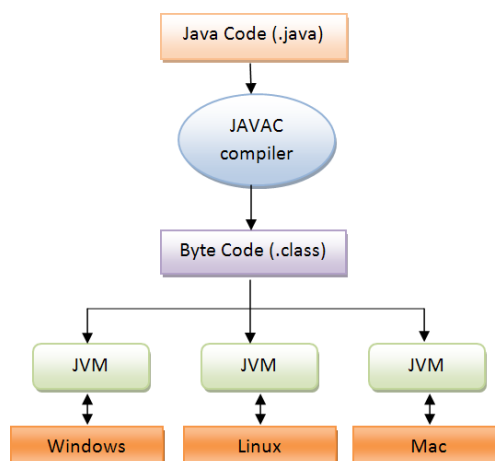 Java Code (.java)
JAVAC
compiler
Byte Code (.class)
JVM
JVM
JVM
Windows
Linux
Mac